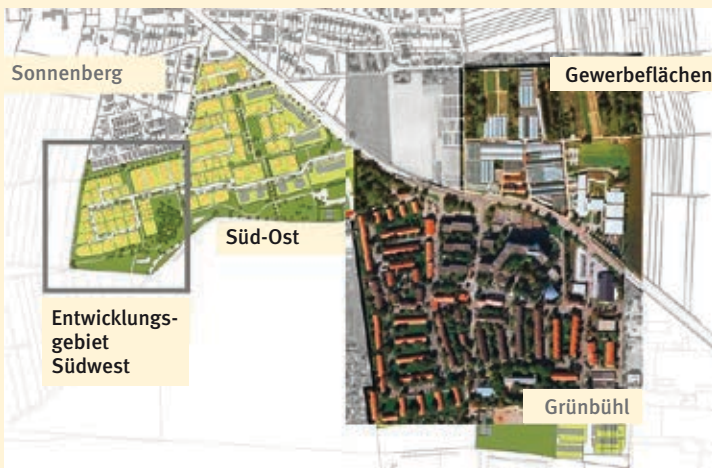 Sonnenberg
Gewerbeflächen
Süd-Ost
Entwicklungs-
gebiet
Südwest
Grünbühl